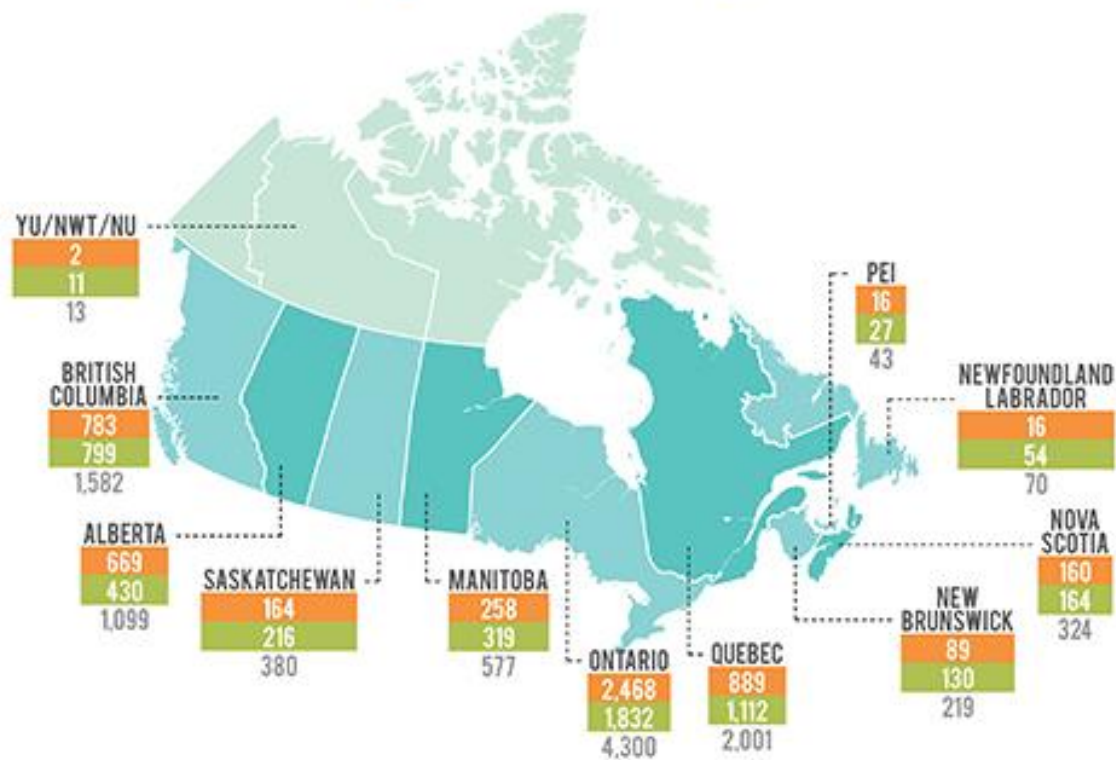 YU/NWT/NU
2
11
13
PEI
16
27
43
BRITISH
COLUMBIA
783
799
1,582
NEWFOUNDLAND
LABRADOR
16
54
70
ALBERTA
669
430
1,099
SASKATCHEWAN
164
216
380
MANITOBA
258
319
577
ONTARIO
2,468
1,832
4,300
QUEBEC
889
1,112
2,001
NEW
BRUNSWICK
89
130
219
NOVA
SCOTIA
160
164
324